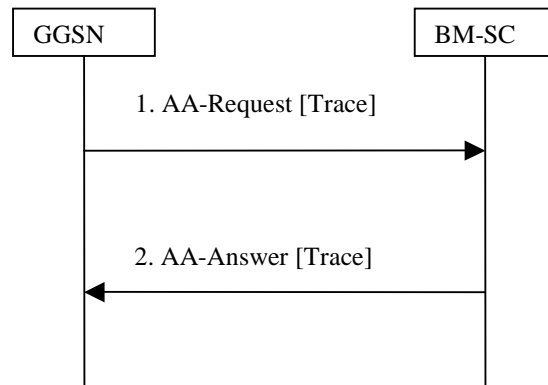 GGSN
BM-SC
1. AA-Request [Trace]
2. AA-Answer [Trace]